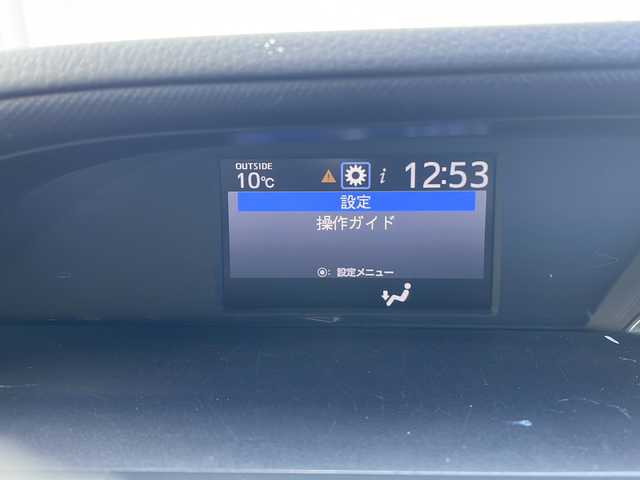 OUTSIDE
10℃
i
12:53
設定
操作ガイド
⦿: 設定メニュー